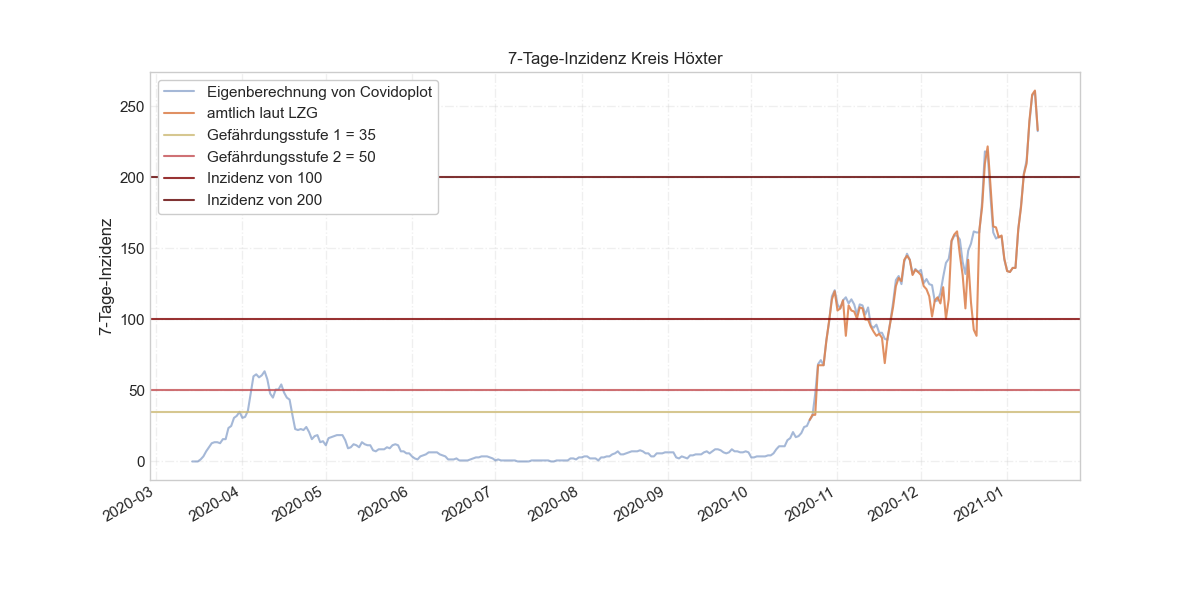 7-Tage-Inzidenz Kreis Höxter
Eigenberechnung von Covidoplot
amtlich laut LZG
Gefährdungsstufe 1 = 35
Gefährdungsstufe 2 = 50
Inzidenz von 100
Inzidenz von 200
7-Tage-Inzidenz
250
200
150
100
50
0
2020-03
2020-04
2020-05
2020-06
2020-07
2020-08
2020-09
2020-10
2020-11
2020-12
2021-01